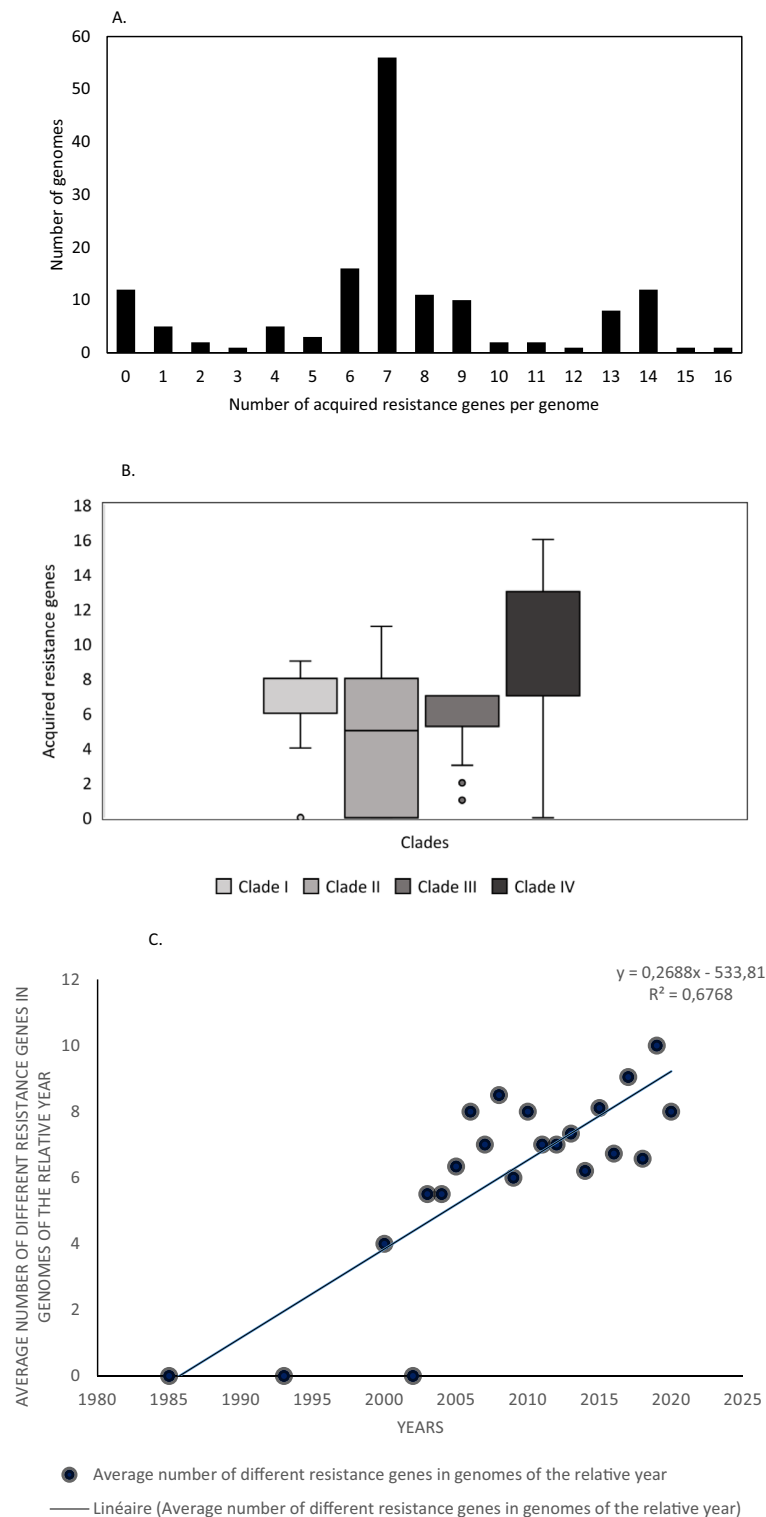 A.
60
50
40
30
20
10
0
Number of genomes
0 1 2 3 4 5 6 7 8 9 10 11 12 13 14 15 16
Number of acquired resistance genes per genome
B.
18
16
14
12
10
8
6
4
2
0
Acquired resistance genes
Clades
Clade I Clade II Clade III Clade IV
C.
y = 0,2688x - 533,81
R² = 0,6768
12
10
8
6
4
2
0
AVERAGE NUMBER OF DIFFERENT RESISTANCE GENES IN
GENOMES OF THE RELATIVE YEAR
1980 1985 1990 1995 2000 2005 2010 2015 2020 2025
YEARS
Average number of different resistance genes in genomes of the relative year
Linéaire (Average number of different resistance genes in genomes of the relative year)